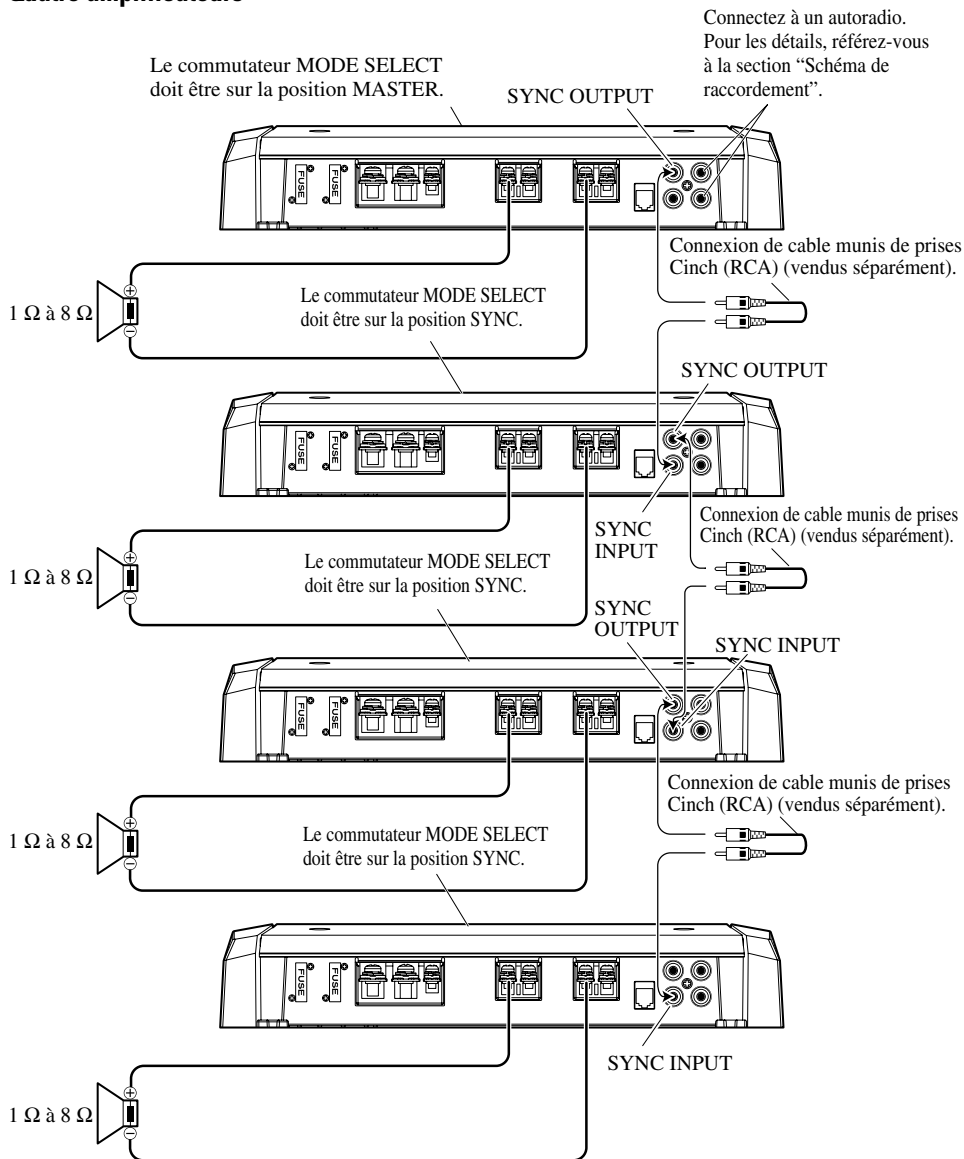 Connectez à un autoradio.
Pour les détails, référez-vous
à la section “Schéma de
raccordement”.
Le commutateur MODE SELECT
doit être sur la position MASTER.
SYNC OUTPUT
FUSE
FUSE
Connexion de cable munis de prises
Cinch (RCA) (vendus séparément).
1 Ω à 8 Ω
Le commutateur MODE SELECT
doit être sur la position SYNC.
SYNC OUTPUT
FUSE
FUSE
SYNC
INPUT
Connexion de cable munis de prises
Cinch (RCA) (vendus séparément).
1 Ω à 8 Ω
Le commutateur MODE SELECT
doit être sur la position SYNC.
SYNC
OUTPUT
SYNC INPUT
FUSE
FUSE
Connexion de cable munis de prises
Cinch (RCA) (vendus séparément).
1 Ω à 8 Ω
Le commutateur MODE SELECT
doit être sur la position SYNC.
FUSE
FUSE
SYNC INPUT
1 Ω à 8 Ω